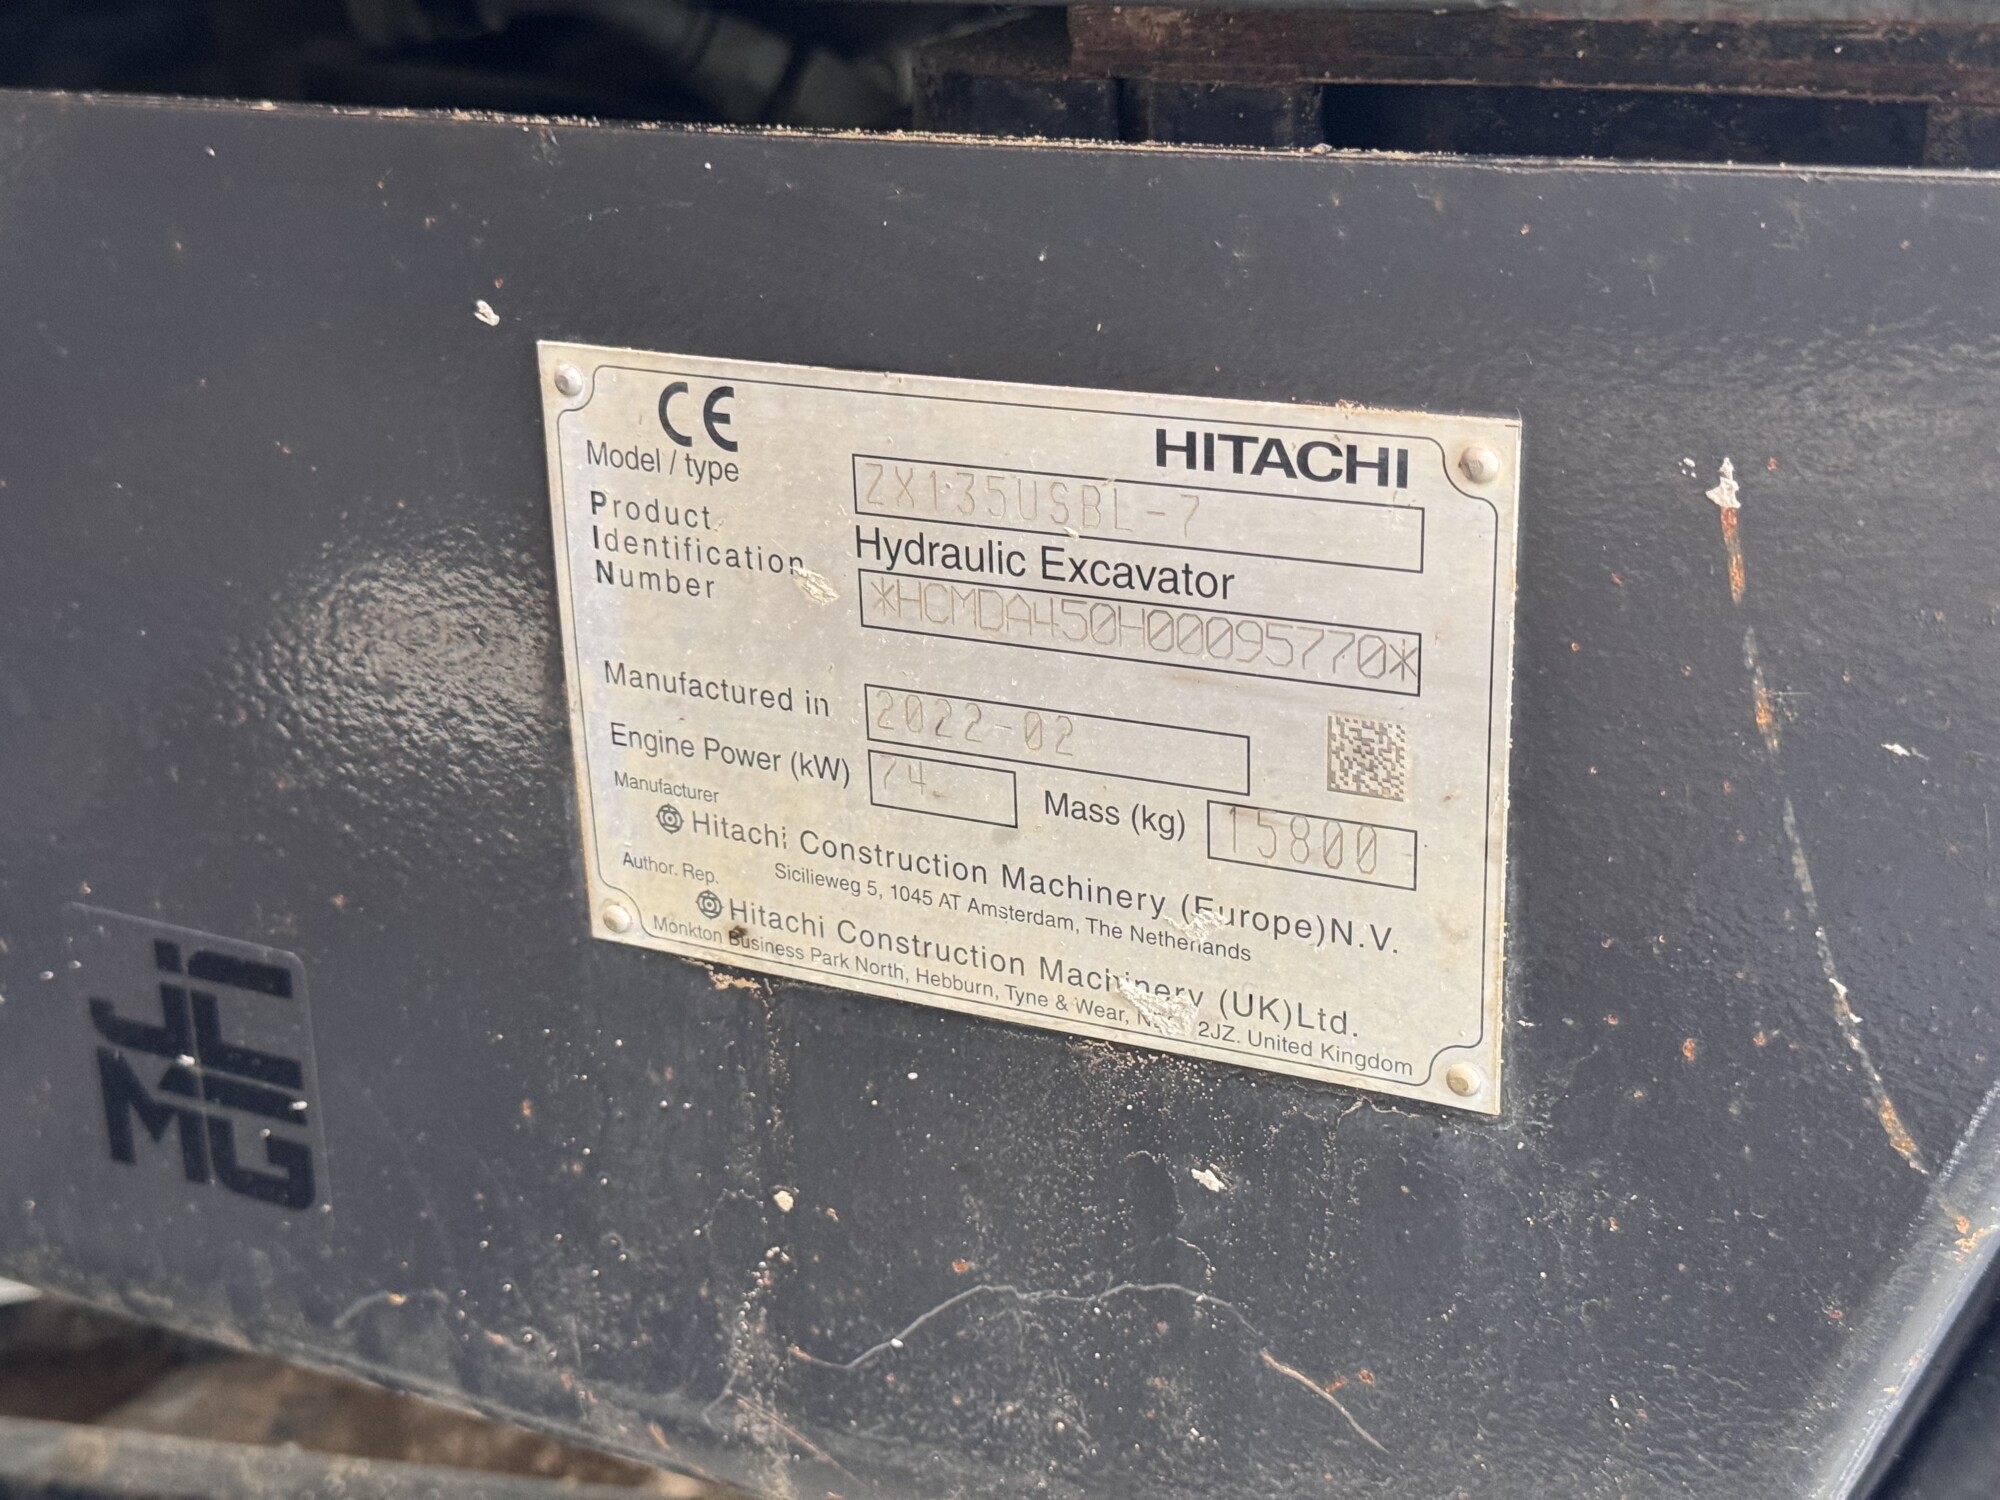 CE
HITACHI
Model / type ZX135USBL-7
Product Identification Number
Hydraulic Excavator
*HCMDA450H00095770*
Manufactured in 2022-02
Engine Power (kW) 74 Mass (kg) 15800
Manufacturer
Hitachi Construction Machinery (Europe)N.V.
Sicilieweg 5, 1045 AT Amsterdam, The Netherlands
Author. Rep.
Hitachi Construction Machinery (UK)Ltd.
Monkton Business Park North, Hebburn, Tyne & Wear, 2JZ. United Kingdom
MG